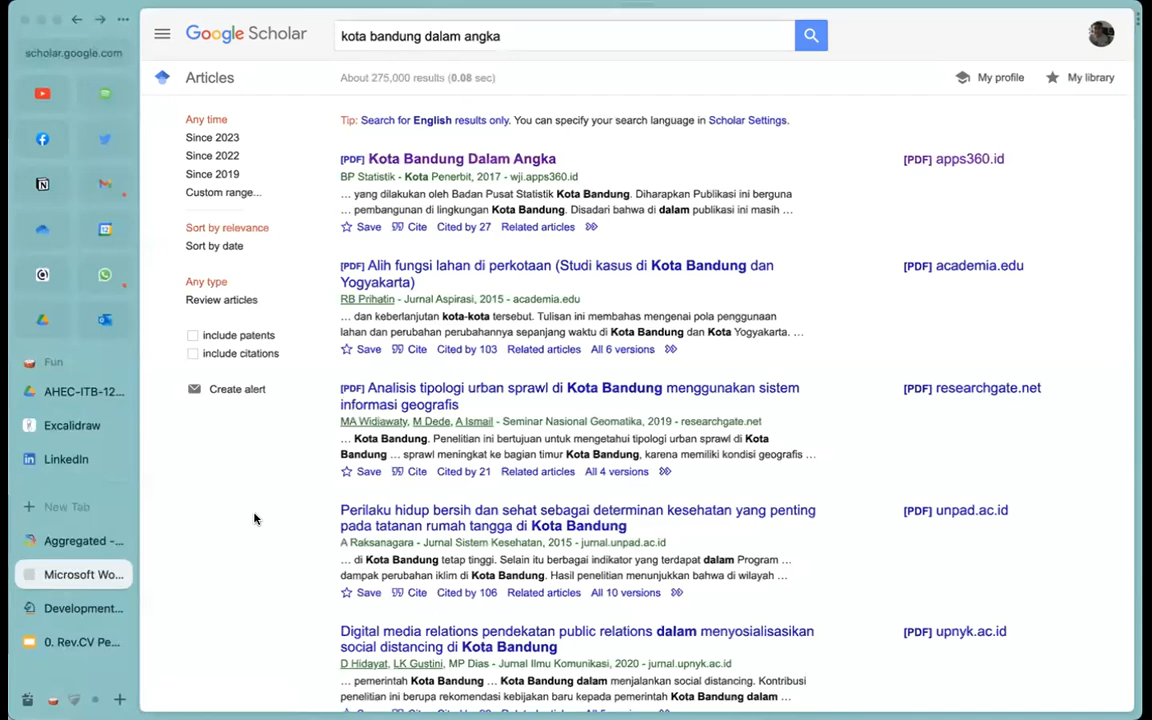 scholar.google.com
Fun
AHEC-ITB-12...
Excalidraw
LinkedIn
New Tab
Aggregated -...
Microsoft Wo...
Development...
0. Rev.CV Pe...
Google Scholar
kota bandung dalam angka
Articles
About 275,000 results (0.08 sec)
My profile
My library
Any time
Since 2023
Since 2022
Since 2019
Custom range...
Sort by relevance
Sort by date
Any type
Review articles
include patents
include citations
Create alert
Tip: Search for English results only. You can specify your search language in Scholar Settings.
[PDF] Kota Bandung Dalam Angka
BP Statistik - Kota Penerbit, 2017 - wji.apps360.id
... yang dilakukan oleh Badan Pusat Statistik Kota Bandung. Diharapkan Publikasi ini berguna
... pembangunan di lingkungan Kota Bandung. Disadari bahwa di dalam publikasi ini masih ...
Save Cite Cited by 27 Related articles
[PDF] apps360.id
[PDF] Alih fungsi lahan di perkotaan (Studi kasus di Kota Bandung dan
Yogyakarta)
RB Prihatin - Jurnal Aspirasi, 2015 - academia.edu
... dan keberlanjutan kota-kota tersebut. Tulisan ini membahas mengenai pola penggunaan
lahan dan perubahan perubahannya sepanjang waktu di Kota Bandung dan Kota Yogyakarta. ...
Save Cite Cited by 103 Related articles All 6 versions
[PDF] academia.edu
[PDF] Analisis tipologi urban sprawl di Kota Bandung menggunakan sistem
informasi geografis
MA Widiawaty, M Dede, A Ismail - Seminar Nasional Geomatika, 2019 - researchgate.net
... Kota Bandung. Penelitian ini bertujuan untuk mengetahui tipologi urban sprawl di Kota
Bandung ... sprawl meningkat ke bagian timur Kota Bandung, karena memiliki kondisi geografis ...
Save Cite Cited by 21 Related articles All 4 versions
[PDF] researchgate.net
Perilaku hidup bersih dan sehat sebagai determinan kesehatan yang penting
pada tatanan rumah tangga di Kota Bandung
A Raksanagara - Jurnal Sistem Kesehatan, 2015 - jurnal.unpad.ac.id
... di Kota Bandung tetap tinggi. Selain itu berbagai indikator yang terdapat dalam Program ...
dampak perubahan iklim di Kota Bandung. Hasil penelitian menunjukkan bahwa di wilayah ...
Save Cite Cited by 106 Related articles All 10 versions
[PDF] unpad.ac.id
Digital media relations pendekatan public relations dalam menyosialisasikan
social distancing di Kota Bandung
D Hidayat, LK Gustini, MP Dias - Jurnal Ilmu Komunikasi, 2020 - jurnal.upnyk.ac.id
... pemerintah Kota Bandung ... Kota Bandung dalam menjalankan social distancing. Kontribusi
penelitian ini berupa rekomendasi kebijakan baru kepada pemerintah Kota Bandung dalam ...
[PDF] upnyk.ac.id